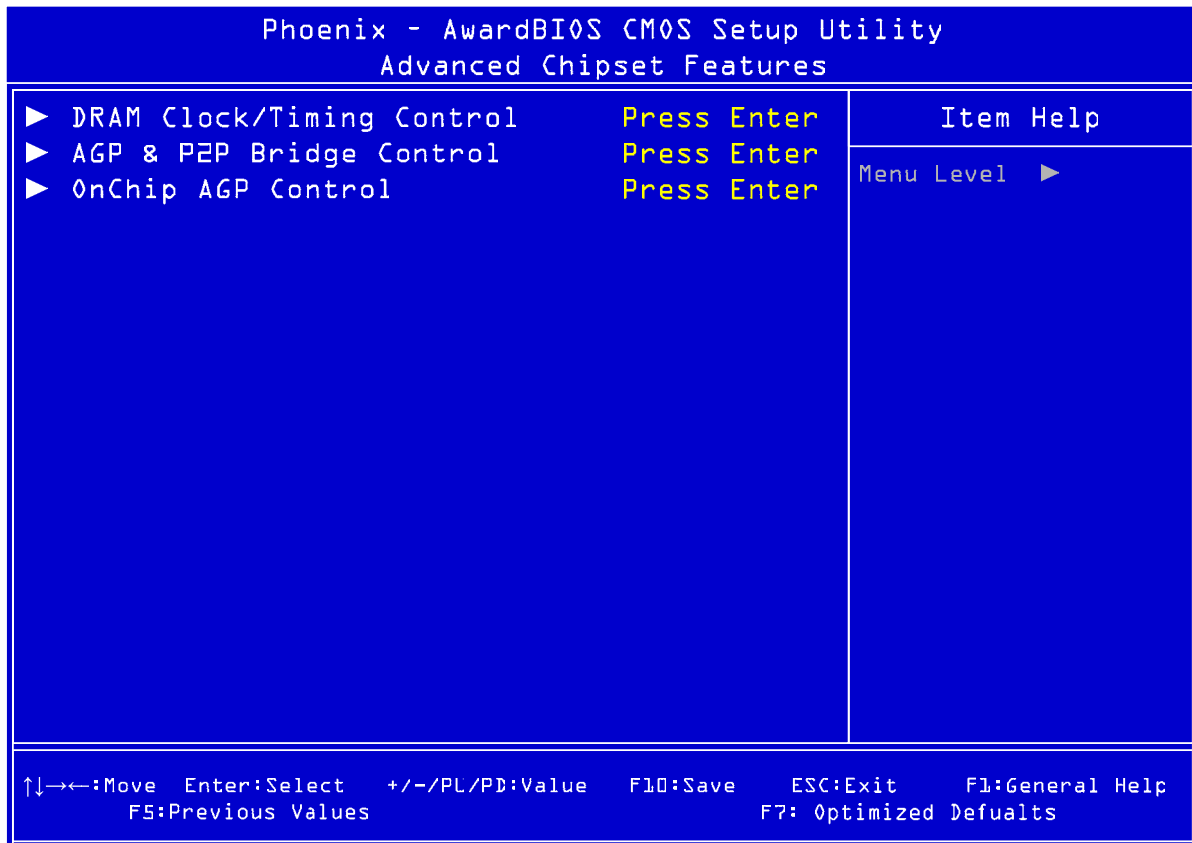 Phoenix - AwardBIOS CMOS Setup Utility
Advanced Chipset Features
► DRAM Clock/Timing Control Press Enter
► AGP & P2P Bridge Control Press Enter
► OnChip AGP Control Press Enter
Item Help
Menu Level ►
↑↓→←:Move Enter:Select +/-/PU/PD:Value F10:Save ESC:Exit F1:General Help
F5:Previous Values F7: Optimized Defualts